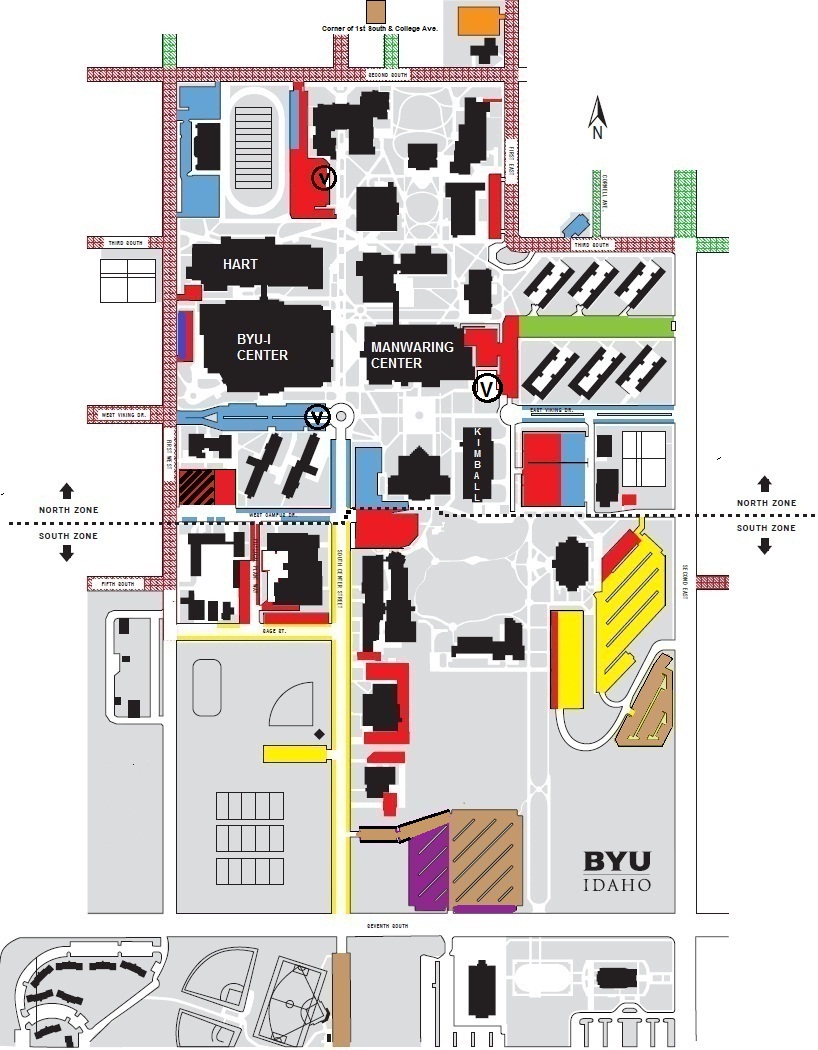 Corner of 1st South & College Ave.
SECOND SOUTH
N
FIRST EAST
CORNELL AVE
V
THIRD SOUTH
THIRD SOUTH
HART
BYU-I
CENTER
MANWARING
CENTER
V
V
WEST VIKING DR.
EAST VIKING DR.
KIMBALL
FIRST WEST
NORTH ZONE
SOUTH ZONE
NORTH ZONE
SOUTH ZONE
WEST CAMPUS DR.
SOUTH CENTER STREET
SECOND EAST
FIFTH SOUTH
GAGE ST.
BYU
IDAHO
SEVENTH SOUTH